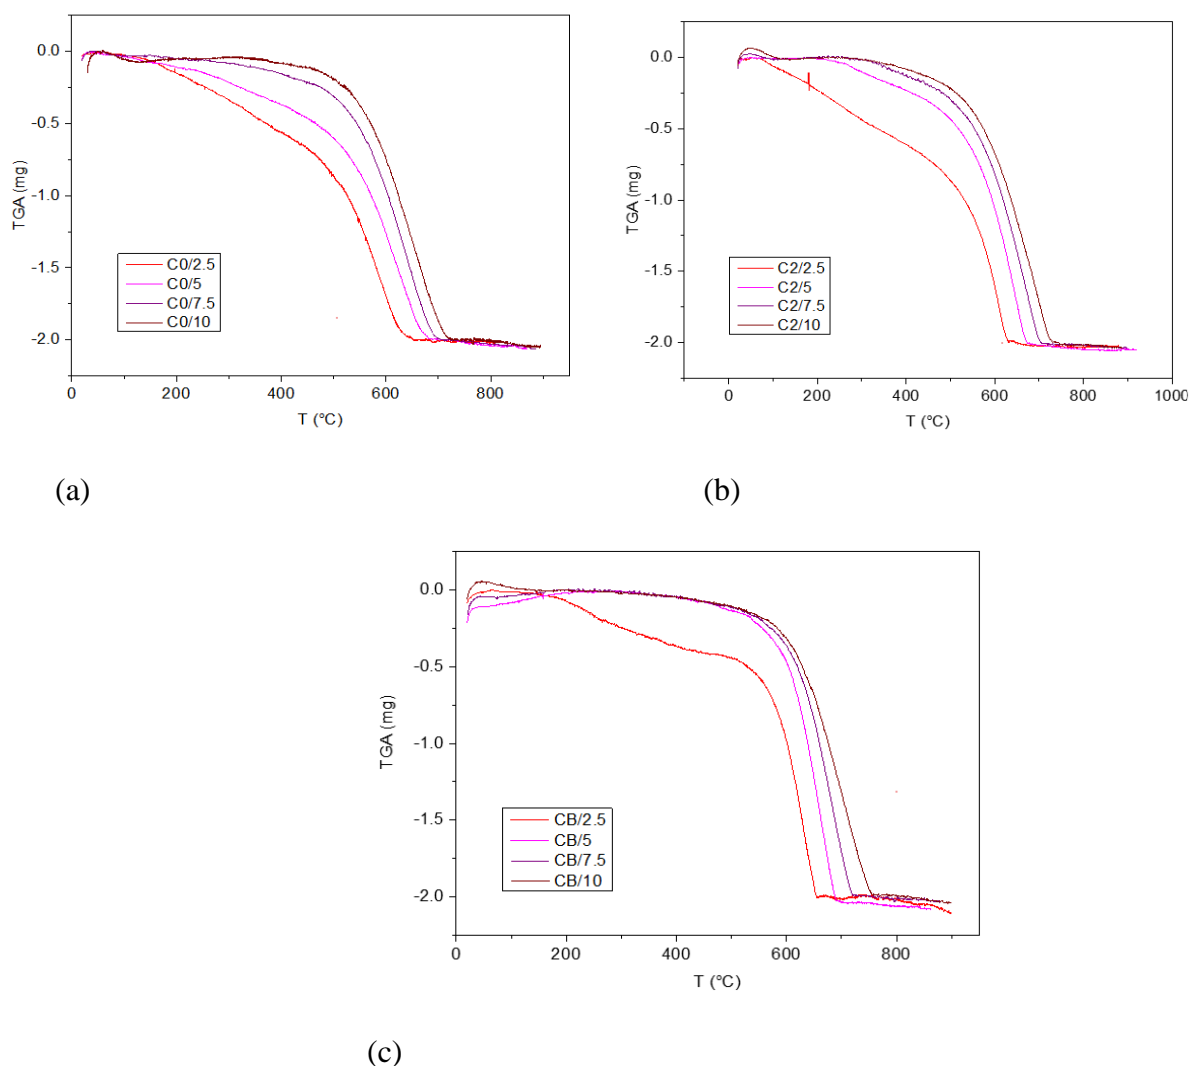 0.0
-0.5
-1.0
-1.5
-2.0
TGA (mg)
C0/2.5
C0/5
C0/7.5
C0/10
0 200 400 600 800
T (°C)
(a)
0.0
-0.5
-1.0
-1.5
-2.0
TGA (mg)
C2/2.5
C2/5
C2/7.5
C2/10
0 200 400 600 800 1000
T (°C)
(b)
0.0
-0.5
-1.0
-1.5
-2.0
TGA (mg)
CB/2.5
CB/5
CB/7.5
CB/10
0 200 400 600 800
T (°C)
(c)